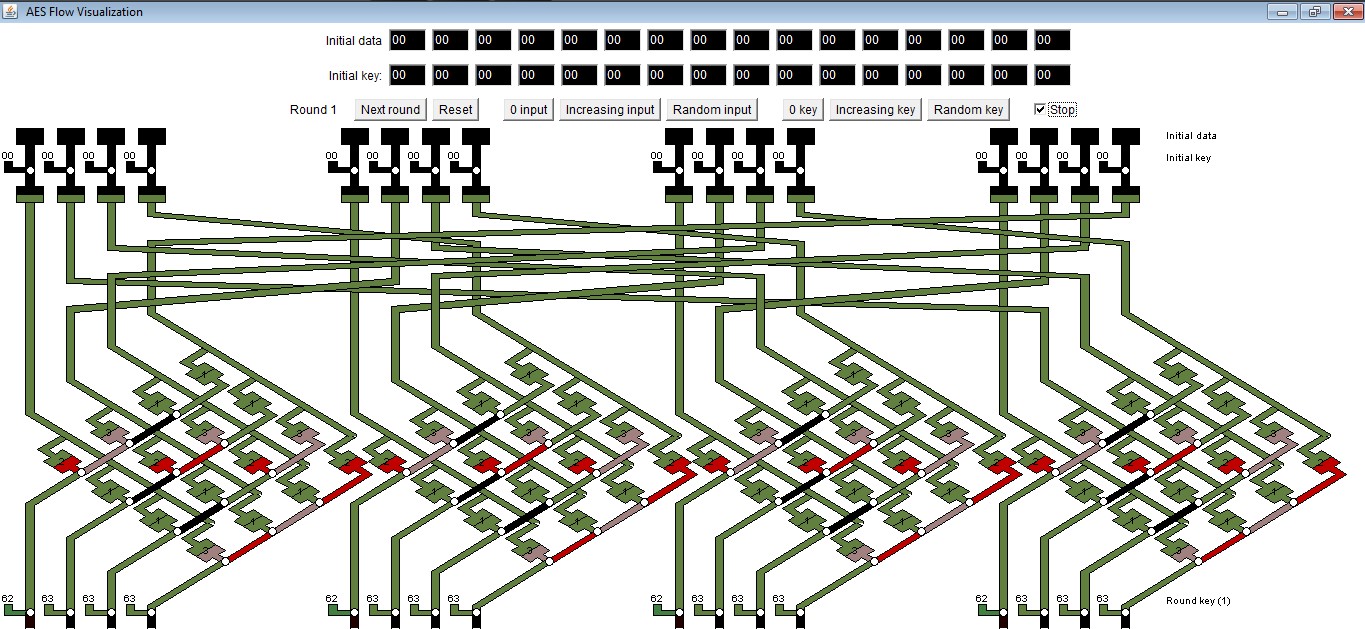 AES Flow Visualization
Initial data 00 00 00 00 00 00 00 00 00 00 00 00 00 00 00 00
Initial key: 00 00 00 00 00 00 00 00 00 00 00 00 00 00 00 00
Round 1 Next round Reset 0 input Increasing input Random input 0 key Increasing key Random key Stop
Initial data
00 00 00 00 00 00 00 00 00 00 00 00 00 00 00 00 Initial key
62 63 63 63 62 63 63 63 62 63 63 63 62 63 63 63 Round key (1)